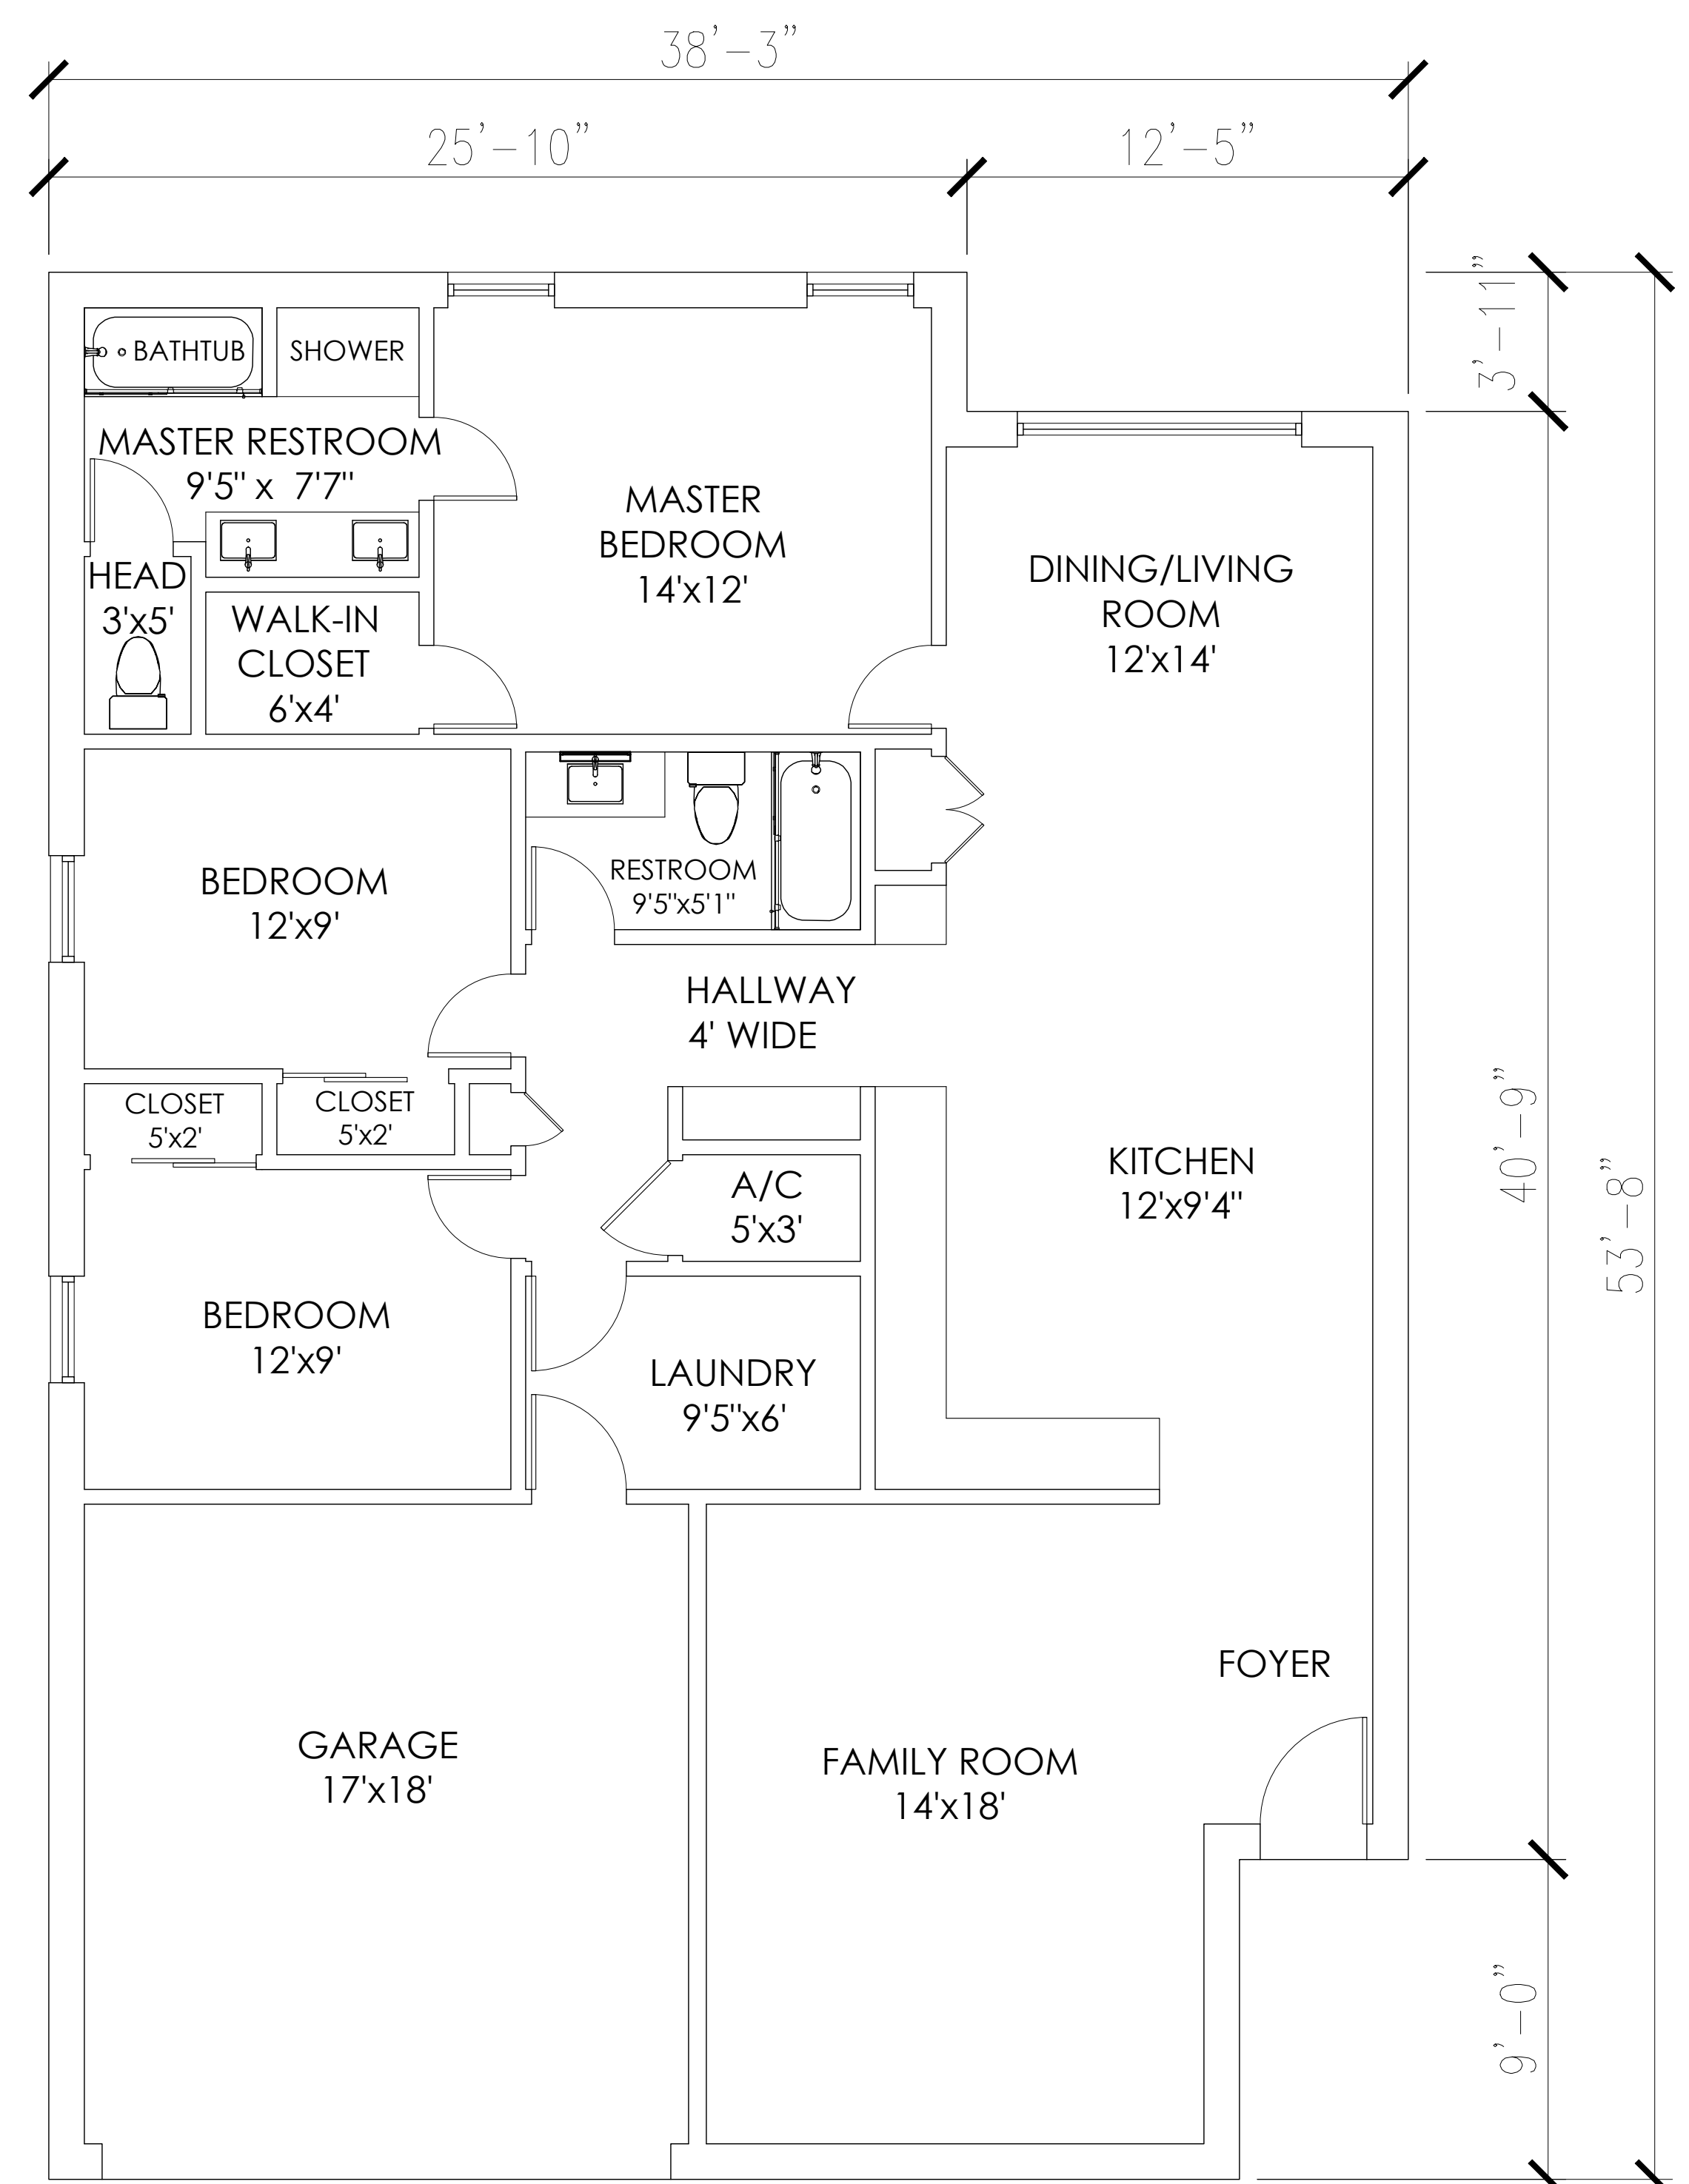 38'-3"
25'-10"
12'-5"
3'-11"
BATHTUB
SHOWER
MASTER RESTROOM
9'5" x 7'7"
MASTER
BEDROOM
14'x12'
HEAD
3'x5'
DINING/LIVING
ROOM
12'x14'
WALK-IN
CLOSET
6'x4'
BEDROOM
12'x9'
RESTROOM
9'5"x5'1"
HALLWAY
4' WIDE
CLOSET
5'x2'
CLOSET
5'x2'
A/C
5'x3'
KITCHEN
12'x9'4"
40'-9"
53'-8"
BEDROOM
12'x9'
LAUNDRY
9'5"x6'
FOYER
GARAGE
17'x18'
FAMILY ROOM
14'x18'
9'-0"